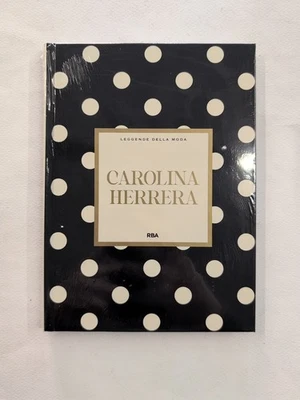 LEGGENDE DELLA MODA
CAROLINA
HERRERA
RBA